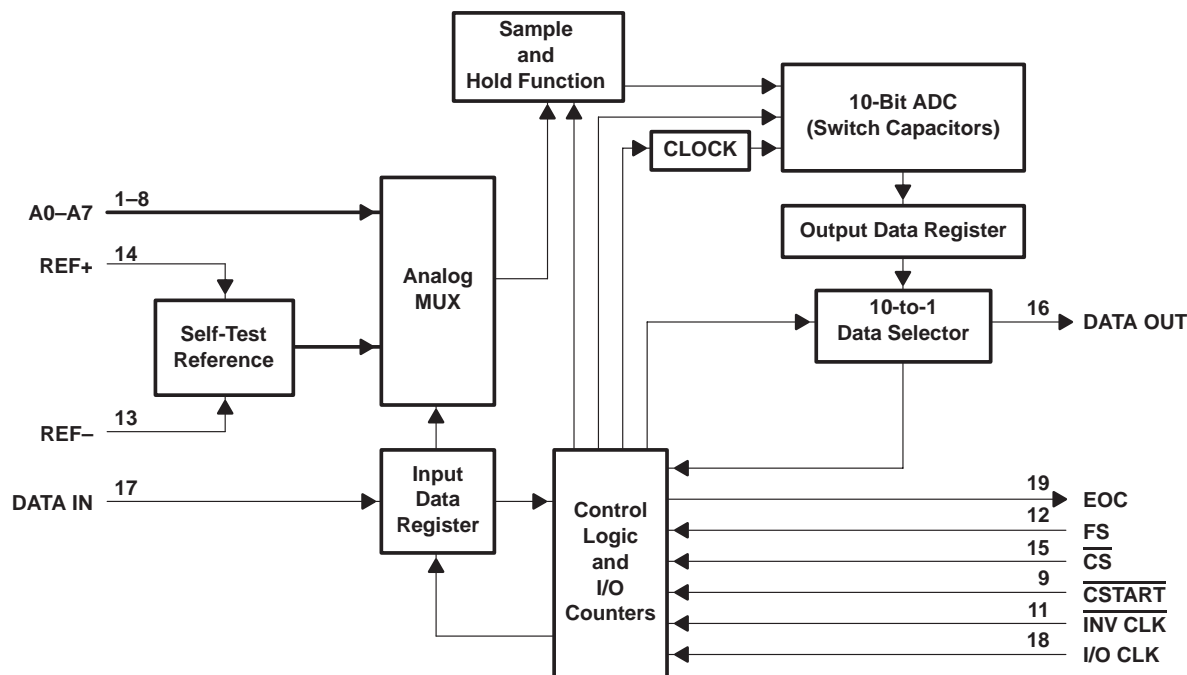 Sample
and
Hold Function
10-Bit ADC
(Switch Capacitors)
CLOCK
A0–A7
1–8
REF+
14
Analog
MUX
Output Data Register
Self-Test
Reference
10-to-1
Data Selector
16
DATA OUT
13
REF–
DATA IN
17
Input
Data
Register
Control
Logic
and
I/O
Counters
19
EOC
12
FS
15
CS
9
CSTART
11
INV CLK
18
I/O CLK